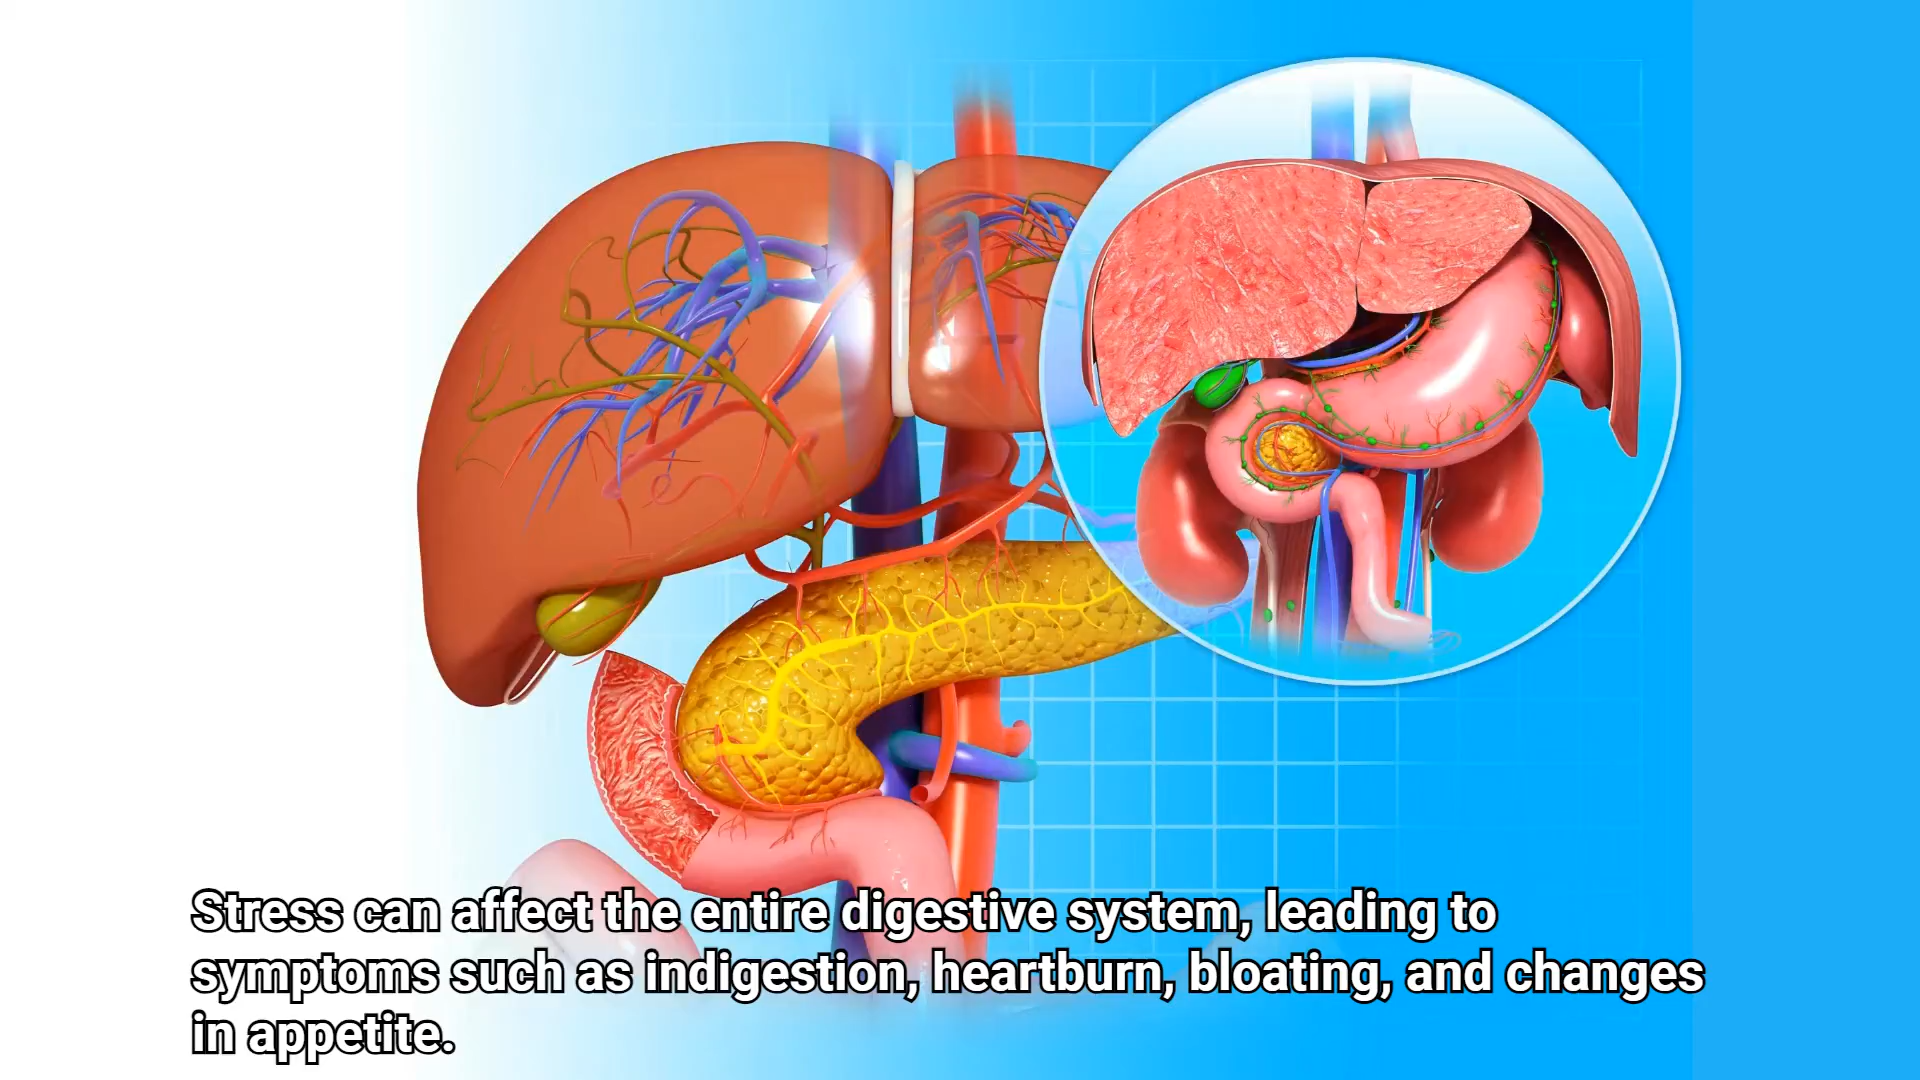 Stress can affect the entire digestive system, leading to
symptoms such as indigestion, heartburn, bloating, and changes
in appetite.